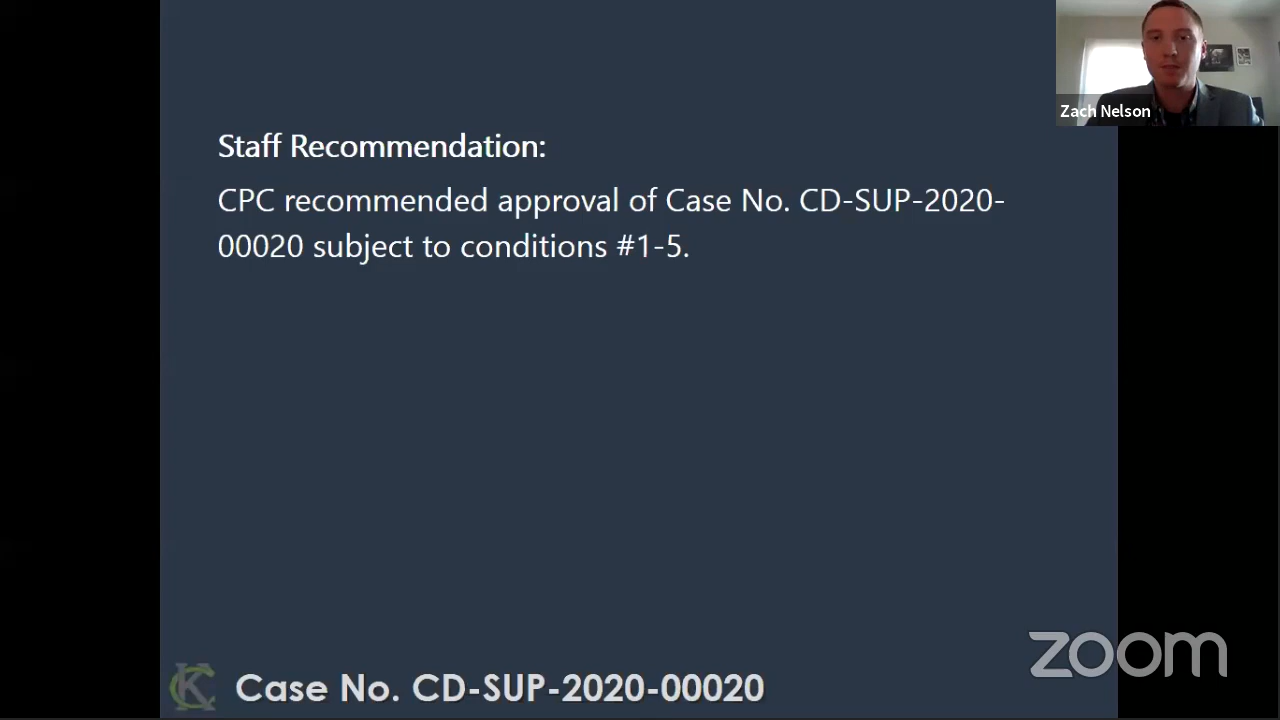 Zach Nelson
Staff Recommendation:
CPC recommended approval of Case No. CD-SUP-2020-
00020 subject to conditions #1-5.
zoom
KC
Case No. CD-SUP-2020-00020